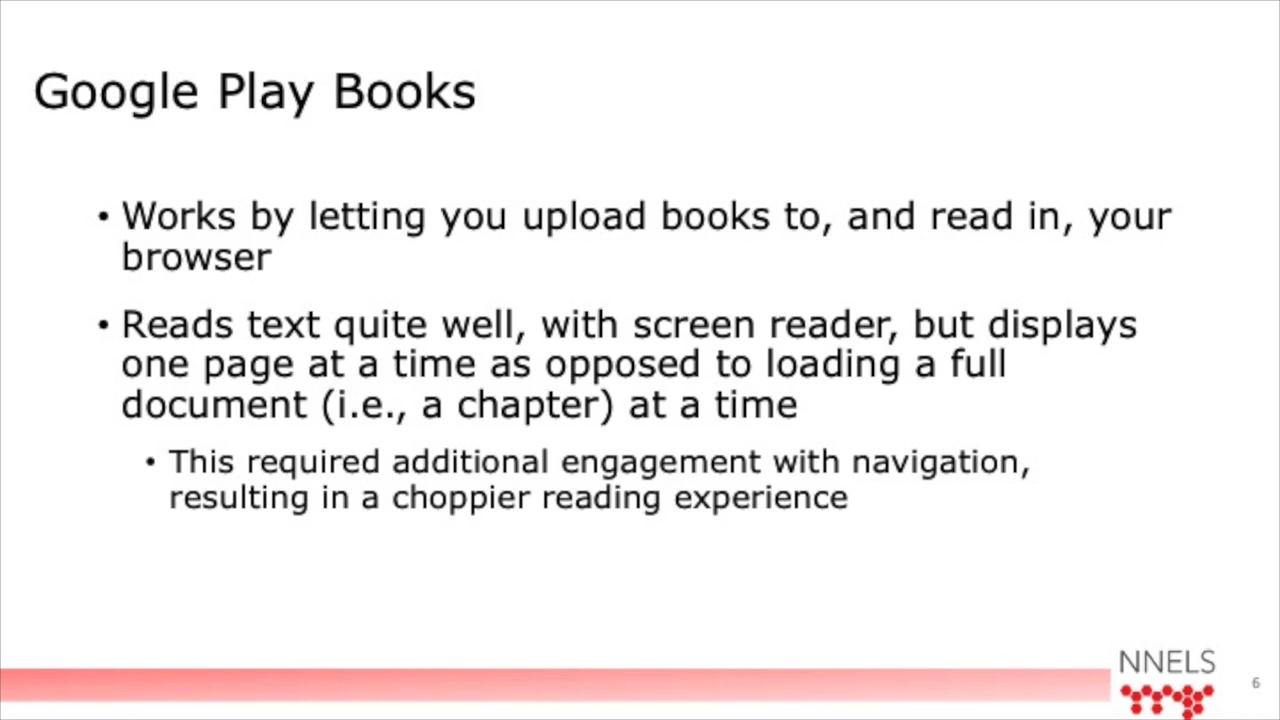 Google Play Books
• Works by letting you upload books to, and read in, your
browser
• Reads text quite well, with screen reader, but displays
one page at a time as opposed to loading a full
document (i.e., a chapter) at a time
• This required additional engagement with navigation,
resulting in a choppier reading experience
NNELS
6